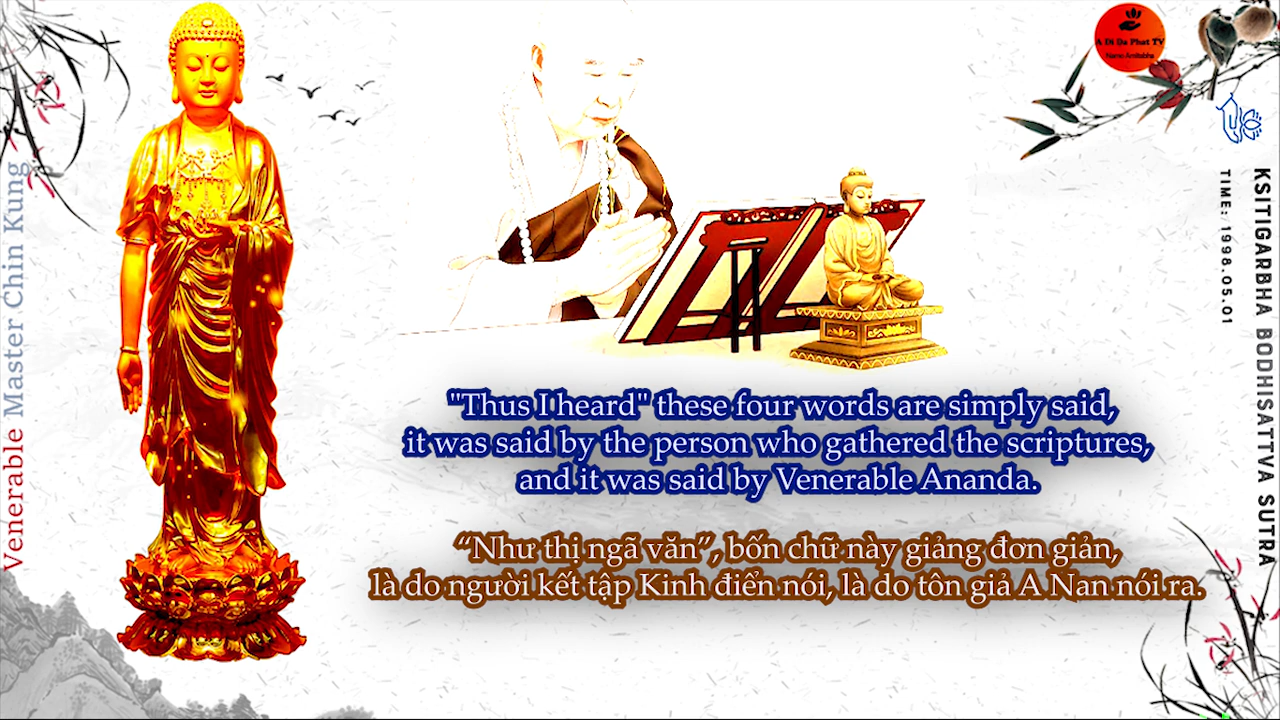 Venerable Master Chin Kung
A Di Da Phat TV
Namo Amitabha
KSITIGARBHA BODHISATTVA SUTRA
TIME: 1998.05.01
"Thus I heard" these four words are simply said,
it was said by the person who gathered the scriptures,
and it was said by Venerable Ananda.
“Như thị ngã văn”, bốn chữ này giảng đơn giản,
là do người kết tập Kinh điển nói, là do tôn giả A Nan nói ra.